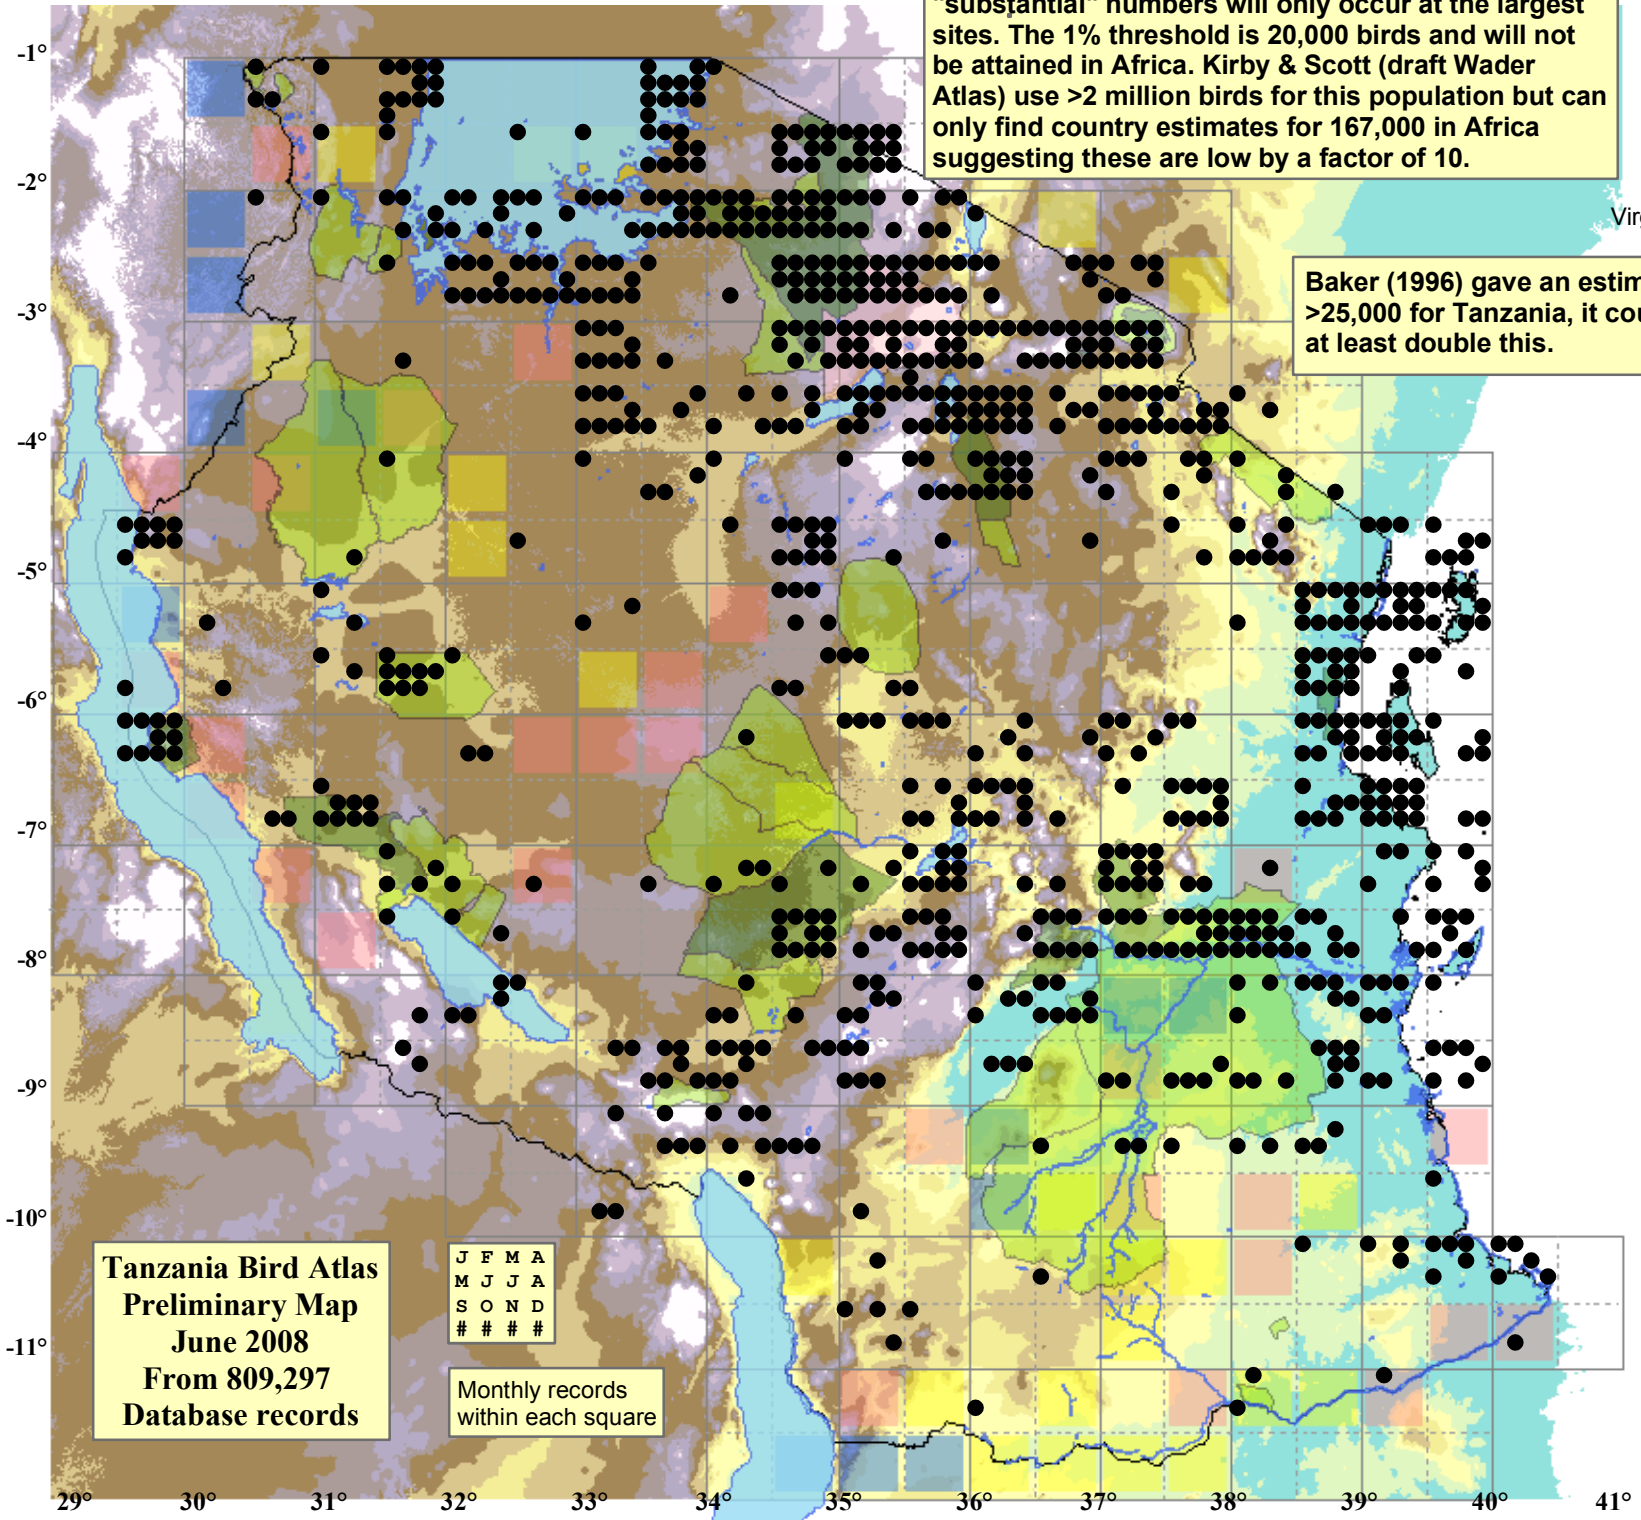 "substantial" numbers will only occur at the largest
sites. The 1% threshold is 20,000 birds and will not
be attained in Africa. Kirby & Scott (draft Wader
Atlas) use >2 million birds for this population but can
only find country estimates for 167,000 in Africa
suggesting these are low by a factor of 10.
Baker (1996) gave an
>25,000 for Tanzania, it
at least double this.
-1°
-2°
-3°
-4°
-5°
-6°
-7°
-8°
-9°
-10°
-11°
Tanzania Bird Atlas
Preliminary Map
June 2008
From 809,297
Database records
J F M A
M J J A
S O N D
# # # #
Monthly records
within each square
29° 30° 31° 32° 33° 34° 35° 36° 37° 38° 39° 40° 41°